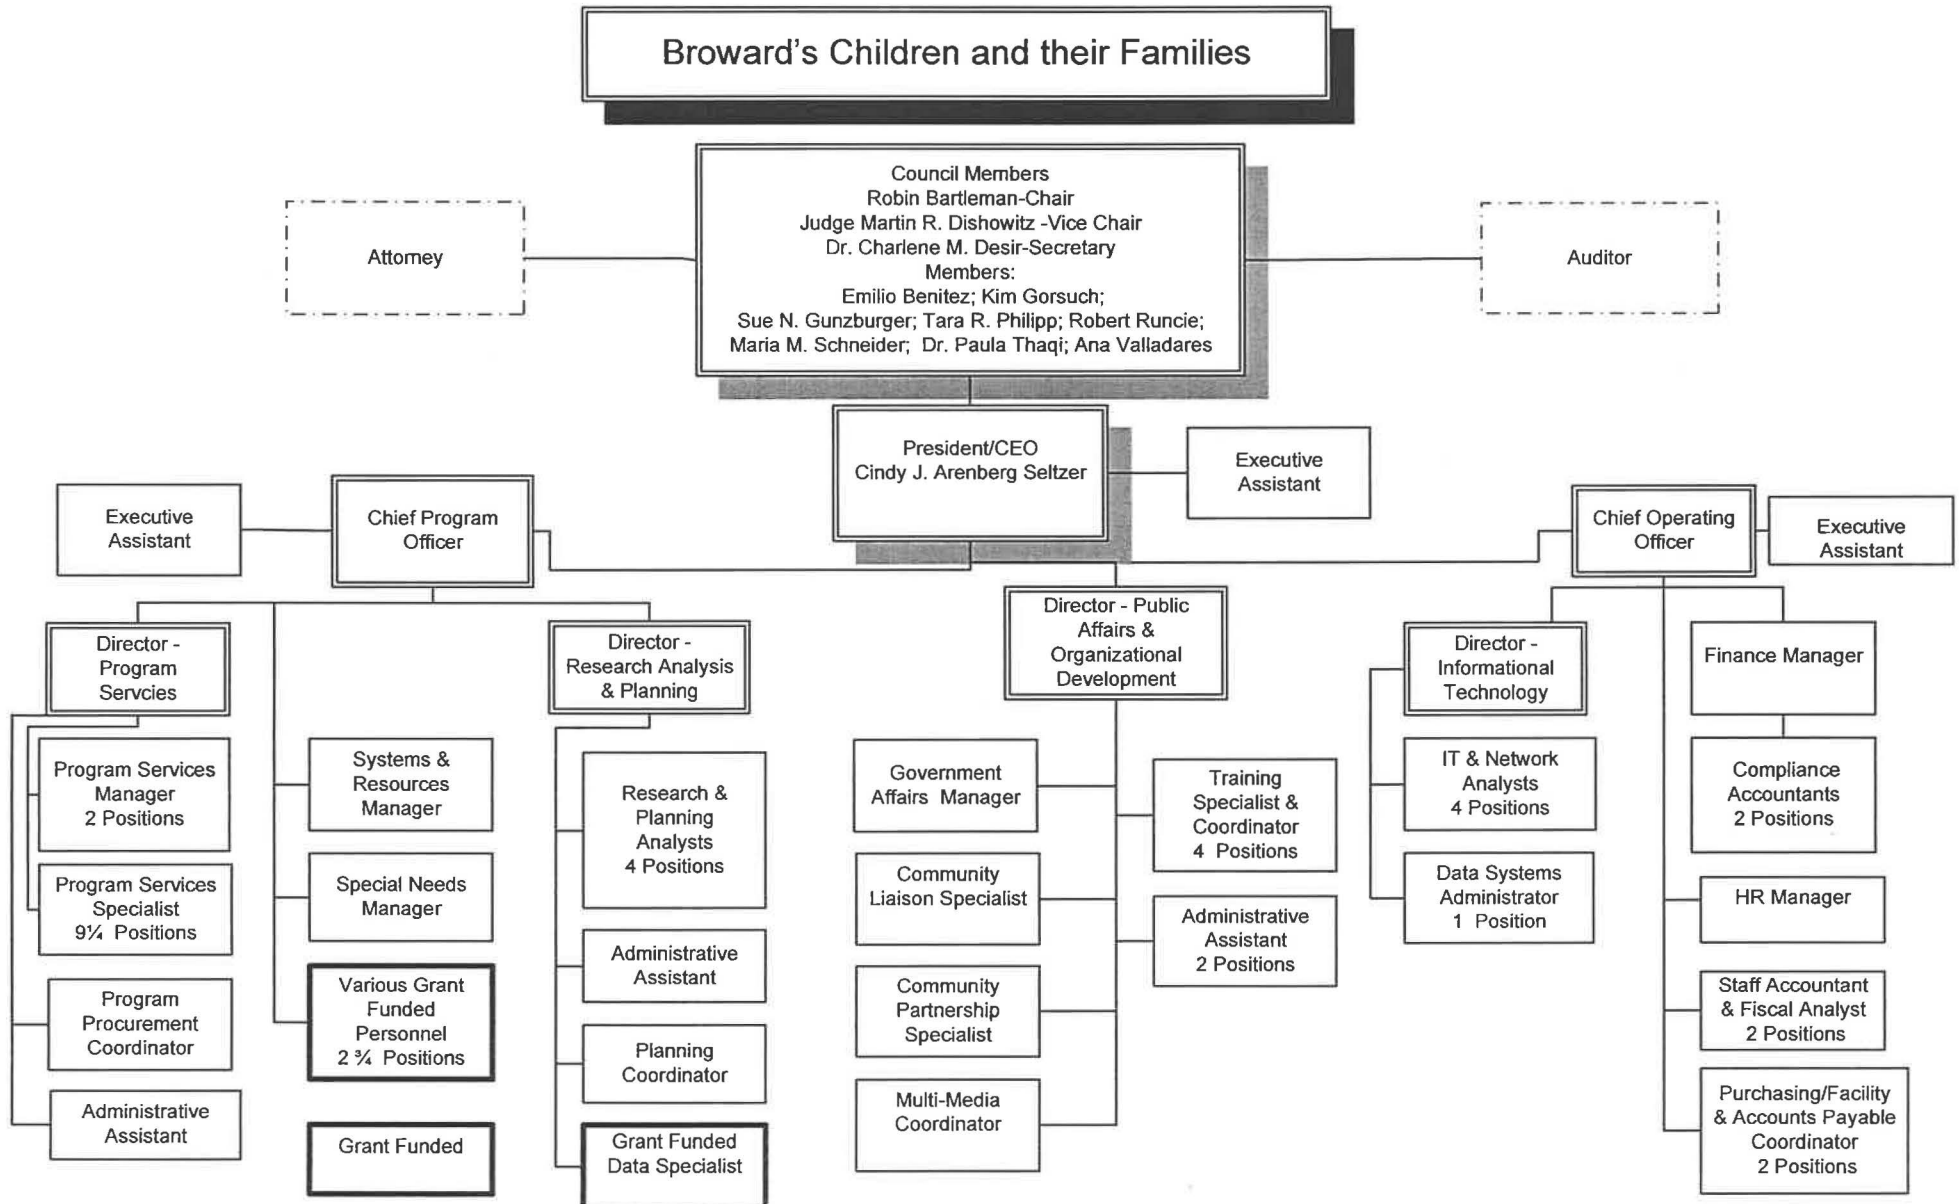 Broward's Children and their Families
Council Members
Robin Bartleman-Chair
Judge Martin R. Dishowitz -Vice Chair
Dr. Charlene M. Desir-Secretary
Members:
Emilio Benitez; Kim Gorsuch;
Sue N. Gunzburger; Tara R. Philipp; Robert Runcie;
Maria M. Schneider; Dr. Paula Thaqi; Ana Valladares
Attorney
Auditor
President/CEO
Cindy J. Arenberg Seltzer
Executive
Assistant
Executive
Assistant
Chief Program
Officer
Chief Operating
Officer
Executive
Assistant
Director -
Program
Servcies
Director -
Research Analysis
& Planning
Director - Public
Affairs &
Organizational
Development
Director -
Informational
Technology
Finance Manager
Program Services
Manager
2 Positions
Program Services
Specialist
9¼ Positions
Program
Procurement
Coordinator
Administrative
Assistant
Systems &
Resources
Manager
Special Needs
Manager
Various Grant
Funded
Personnel
2 ¾ Positions
Grant Funded
Research &
Planning
Analysts
4 Positions
Administrative
Assistant
Planning
Coordinator
Grant Funded
Data Specialist
Government
Affairs Manager
Community
Liaison Specialist
Community
Partnership
Specialist
Multi-Media
Coordinator
Training
Specialist &
Coordinator
4 Positions
Administrative
Assistant
2 Positions
IT & Network
Analysts
4 Positions
Data Systems
Administrator
1 Position
Compliance
Accountants
2 Positions
HR Manager
Staff Accountant
& Fiscal Analyst
2 Positions
Purchasing/Facility
& Accounts Payable
Coordinator
2 Positions